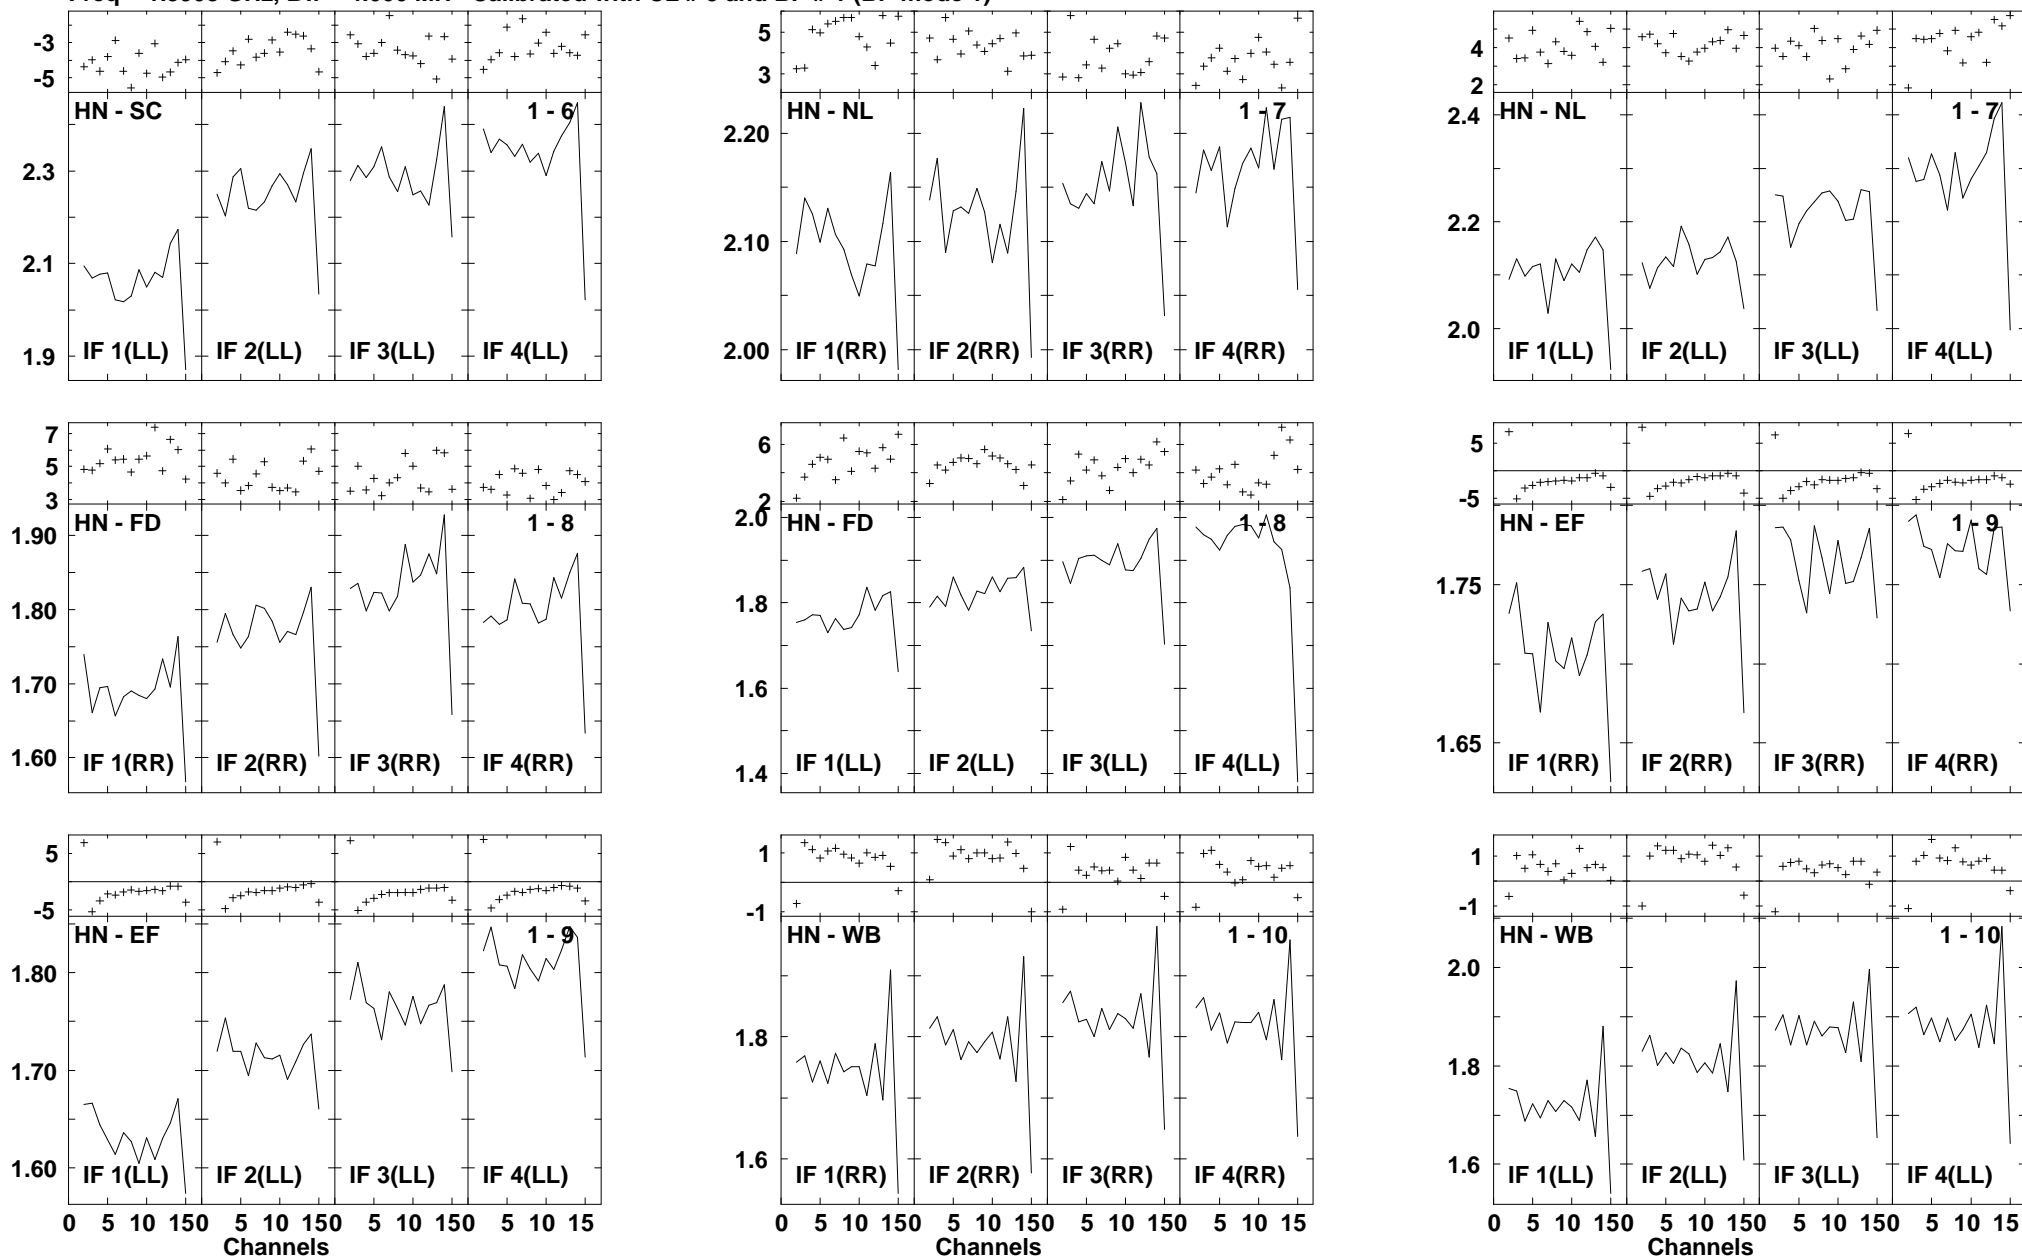 -3
-5
HN - SC
1 - 6
2.3
2.1
1.9
IF 1(LL) IF 2(LL) IF 3(LL) IF 4(LL)
5
3
HN - NL
1 - 7
2.20
2.10
2.00
IF 1(RR) IF 2(RR) IF 3(RR) IF 4(RR)
4
2
HN - NL
1 - 7
2.4
2.2
2.0
IF 1(LL) IF 2(LL) IF 3(LL) IF 4(LL)
7
5
3
HN - FD
1 - 8
1.90
1.80
1.70
1.60
IF 1(RR) IF 2(RR) IF 3(RR) IF 4(RR)
6
4
2
HN - FD
1 - 8
2.0
1.8
1.6
1.4
IF 1(LL) IF 2(LL) IF 3(LL) IF 4(LL)
5
-5
HN - EF
1 - 9
1.75
1.65
IF 1(RR) IF 2(RR) IF 3(RR) IF 4(RR)
5
-5
HN - EF
1 - 9
1.80
1.70
1.60
IF 1(LL) IF 2(LL) IF 3(LL) IF 4(LL)
0 5 10 15 0 5 10 15 0 5 10 15 0 5 10 15
Channels
1
-1
HN - WB
1 - 10
1.8
1.6
IF 1(RR) IF 2(RR) IF 3(RR) IF 4(RR)
0 5 10 15 0 5 10 15 0 5 10 15 0 5 10 15
Channels
1
-1
HN - WB
1 - 10
2.0
1.8
1.6
IF 1(LL) IF 2(LL) IF 3(LL) IF 4(LL)
0 5 10 15 0 5 10 15 0 5 10 15 0 5 10 15
Channels